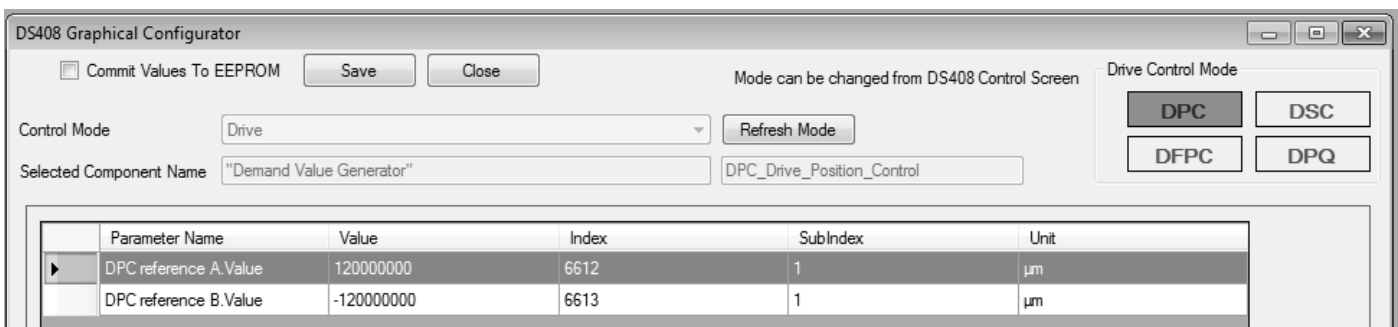 DS408 Graphical Configurator
Commit Values To EEPROM Save Close Mode can be changed from DS408 Control Screen Drive Control Mode
DPC DSC
Control Mode Drive Refresh Mode
DFPC DPQ
Selected Component Name "Demand Value Generator" DPC_Drive_Position_Control
Parameter Name Value Index SubIndex Unit
DPC reference A.Value 120000000 6612 1 µm
DPC reference B.Value -120000000 6613 1 µm